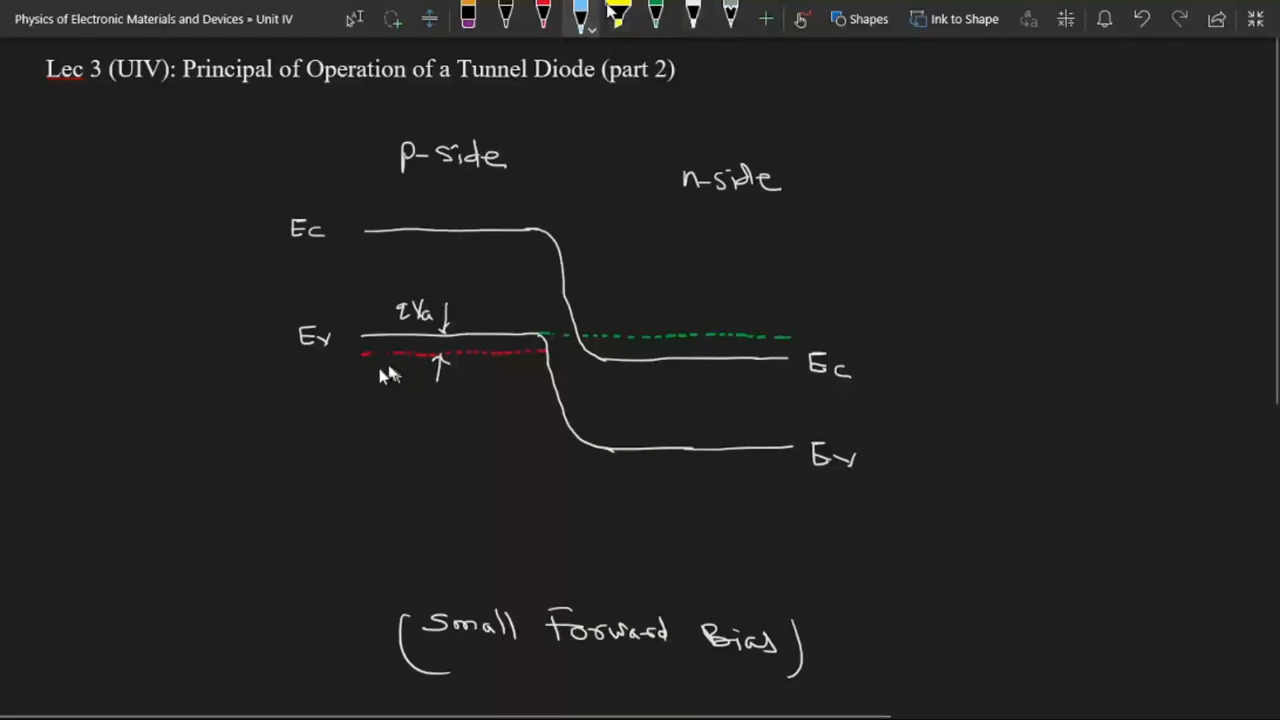 Physics of Electronic Materials and Devices » Unit IV
Shapes
Ink to Shape
Lec 3 (UIV): Principal of Operation of a Tunnel Diode (part 2)
p-side
n-side
Ec
qVa
Ev
Ec
Ev
(Small Forward Bias)